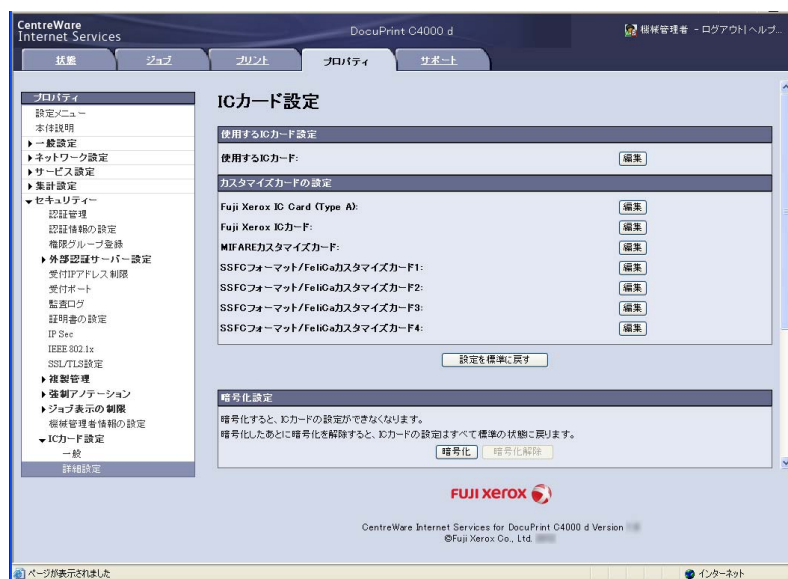 CentreWare
Internet Services
DocuPrint C4000 d
機械管理者 - ログアウト| ヘルプ...
状態
ジョブ
プリント
プロパティ
サポート
プロパティ
設定メニュー
本体説明
一般設定
ネットワーク設定
サービス設定
集計設定
セキュリティー
認証管理
認証情報の設定
権限グループ登録
外部認証サーバー設定
受付IPアドレス制限
受付ポート
監査ログ
証明書の設定
IP Sec
IEEE 802.1x
SSL/TLS設定
複製管理
強制アノテーション
ジョブ表示の制限
機械管理者情報の設定
ICカード設定
一般
詳細設定
ICカード設定
使用するICカード設定
使用するICカード: 編集
カスタマイズカードの設定
Fuji Xerox IC Card (Type A): 編集
Fuji Xerox ICカード: 編集
MIFAREカスタマイズカード: 編集
SSFCフォーマット/FeliCaカスタマイズカード1: 編集
SSFCフォーマット/FeliCaカスタマイズカード2: 編集
SSFCフォーマット/FeliCaカスタマイズカード3: 編集
SSFCフォーマット/FeliCaカスタマイズカード4: 編集
設定を標準に戻す
暗号化設定
暗号化すると、ICカードの設定ができなくなります。
暗号化したあとに暗号化を解除すると、ICカードの設定はすべて標準の状態に戻ります。
暗号化 暗号化解除
FUJI xerox
CentreWare Internet Services for DocuPrint C4000 d Version
©Fuji Xerox Co., Ltd.
ページが表示されました
インターネット